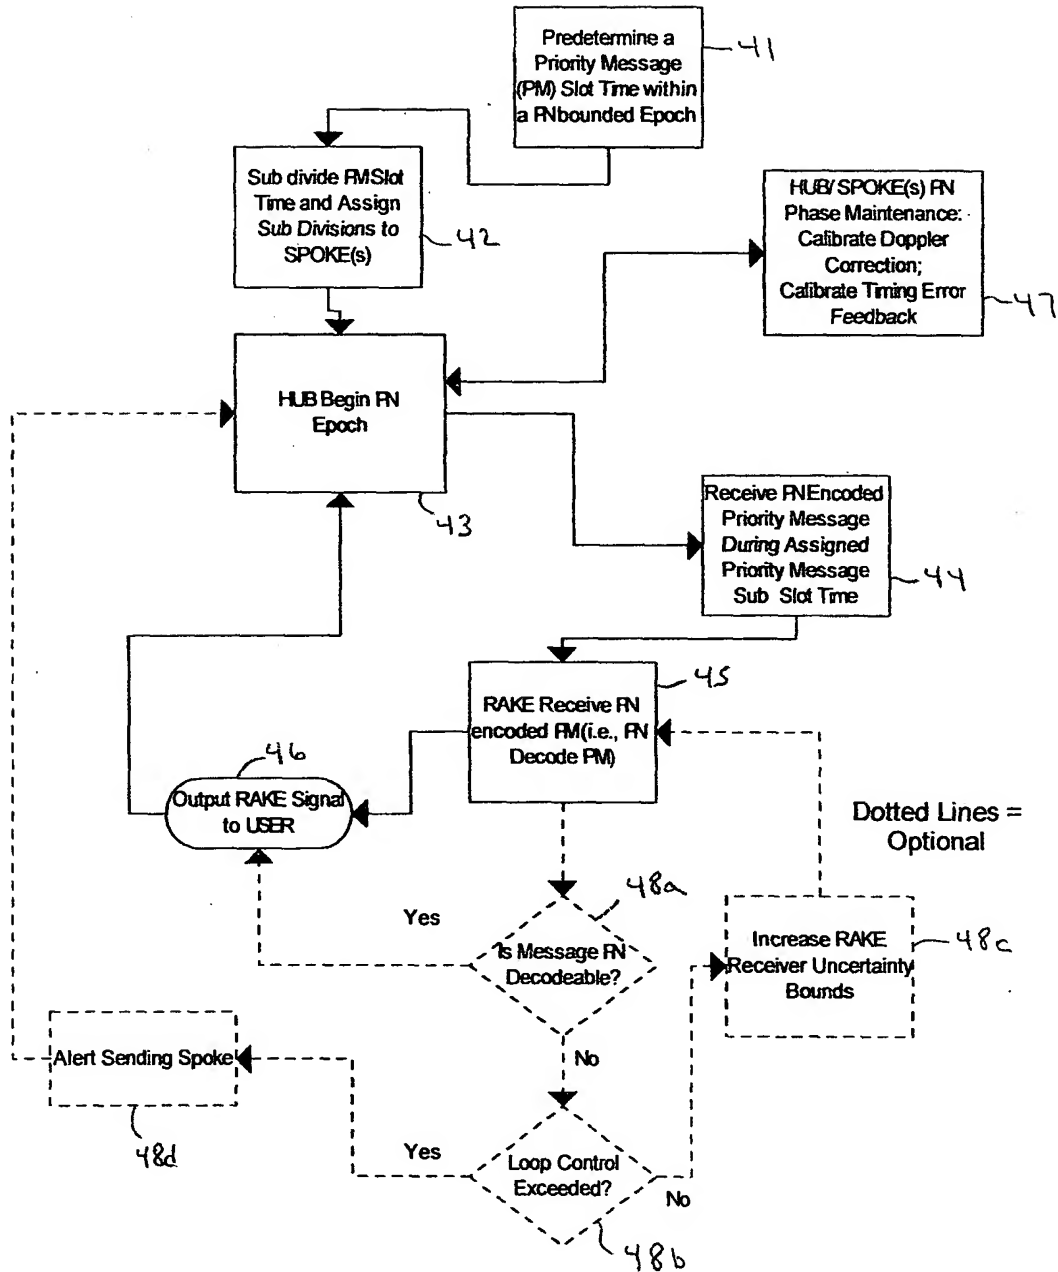 Predetermine a
Priority Message
(PM) Slot Time within
a PN bounded Epoch
41
Sub divide PM Slot
Time and Assign
Sub Divisions to
SPOKE(s)
42
HUB/SPOKE(s) PN
Phase Maintenance:
Calibrate Doppler
Correction;
Calibrate Timing Error
Feedback
47
HUB Begin PN
Epoch
43
Receive PN Encoded
Priority Message
During Assigned
Priority Message
Sub Slot Time
44
RAKE Receive PN
encoded PM (i.e., PN
Decode PM)
45
46
Output RAKE Signal
to USER
Dotted Lines =
Optional
48a
Yes
Is Message PN
Decodeable?
Increase RAKE
Receiver Uncertainty
Bounds
48c
No
Alert Sending Spoke
48d
Yes
Loop Control
Exceeded?
No
48b